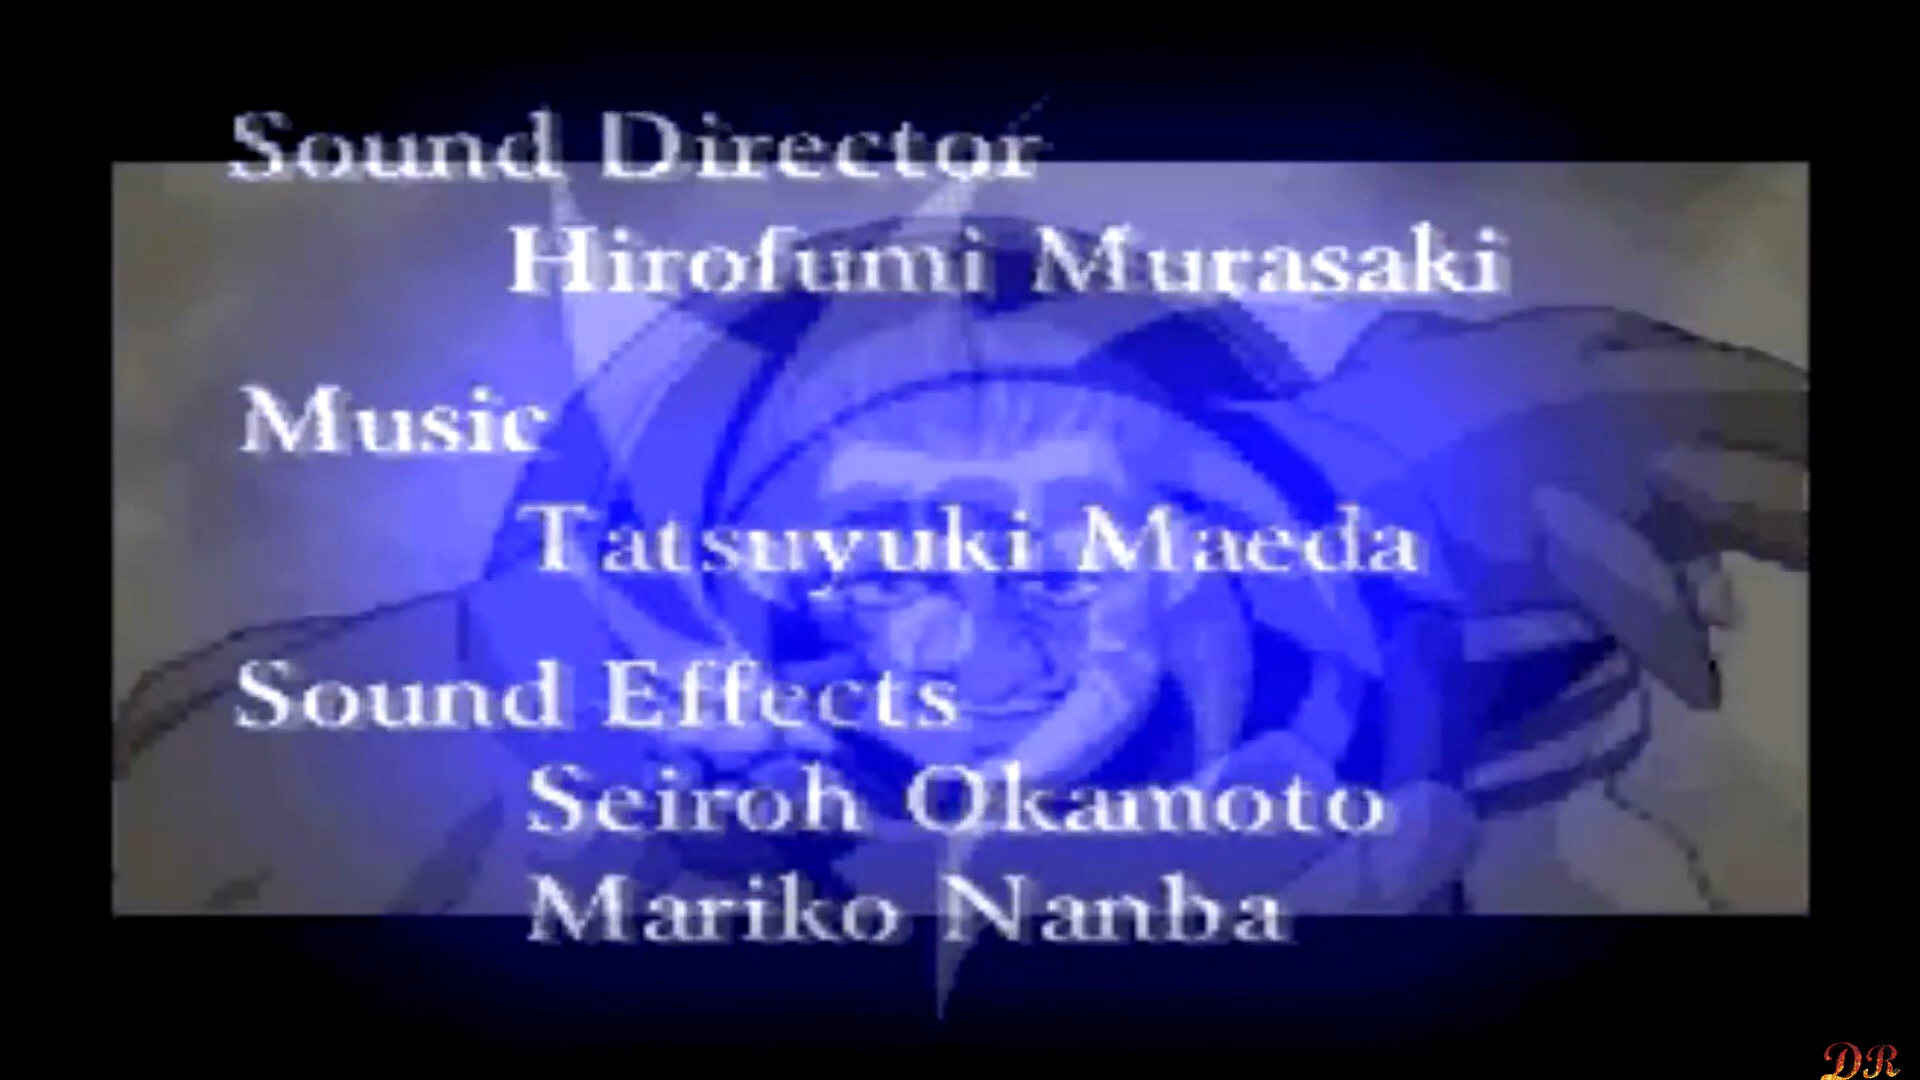 Sound Director
Hirofumi Murasaki
Music
Tatsuyuki Maeda
Sound Effects
Seiroh Okamoto
Mariko Nanba
DR